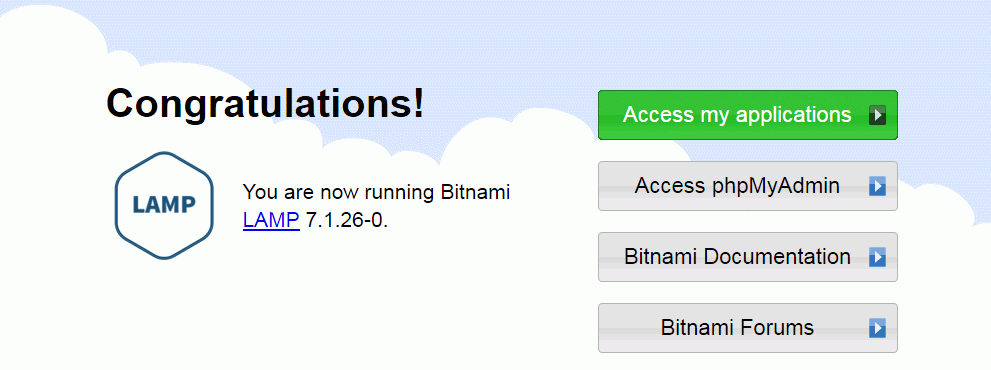 Congratulations!
LAMP
You are now running Bitnami
LAMP 7.1.26-0.
Access my applications
Access phpMyAdmin
Bitnami Documentation
Bitnami Forums